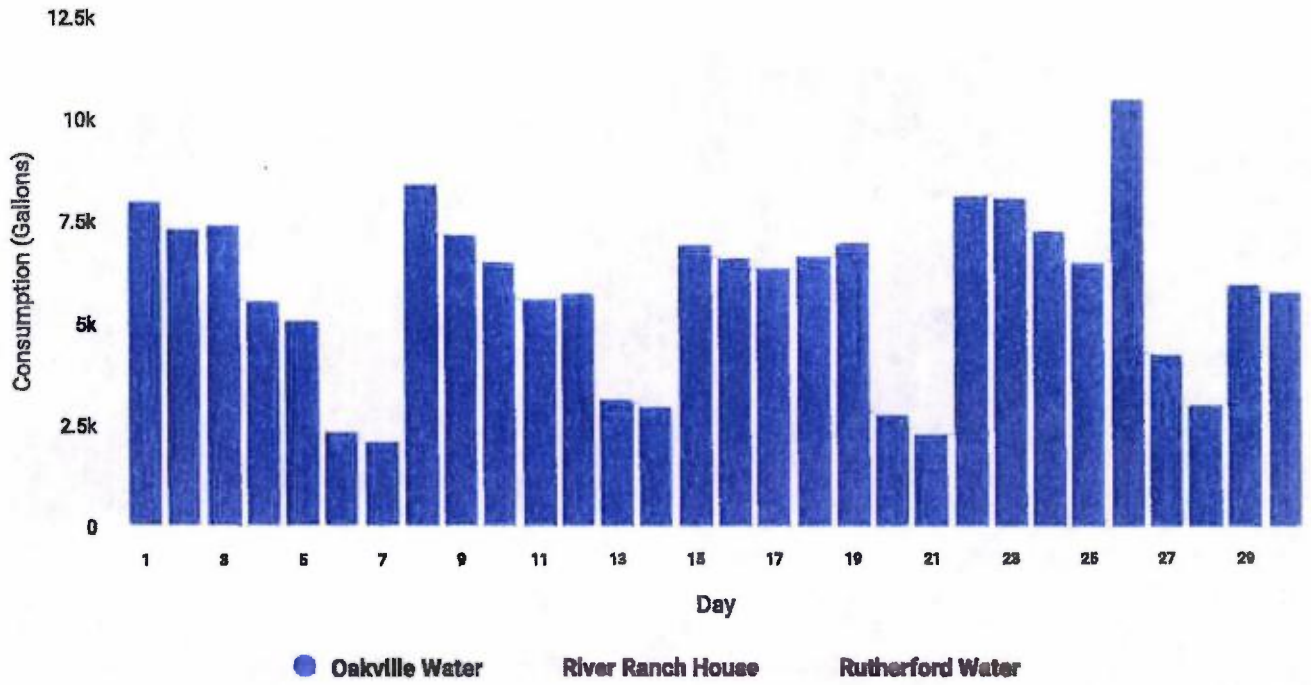 12.5k
10k
7.5k
5k
2.5k
0
Consumption (Gallons)
1 3 5 7 9 11 13 15 17 19 21 23 25 27 29
Day
Oakville Water River Ranch House Rutherford Water